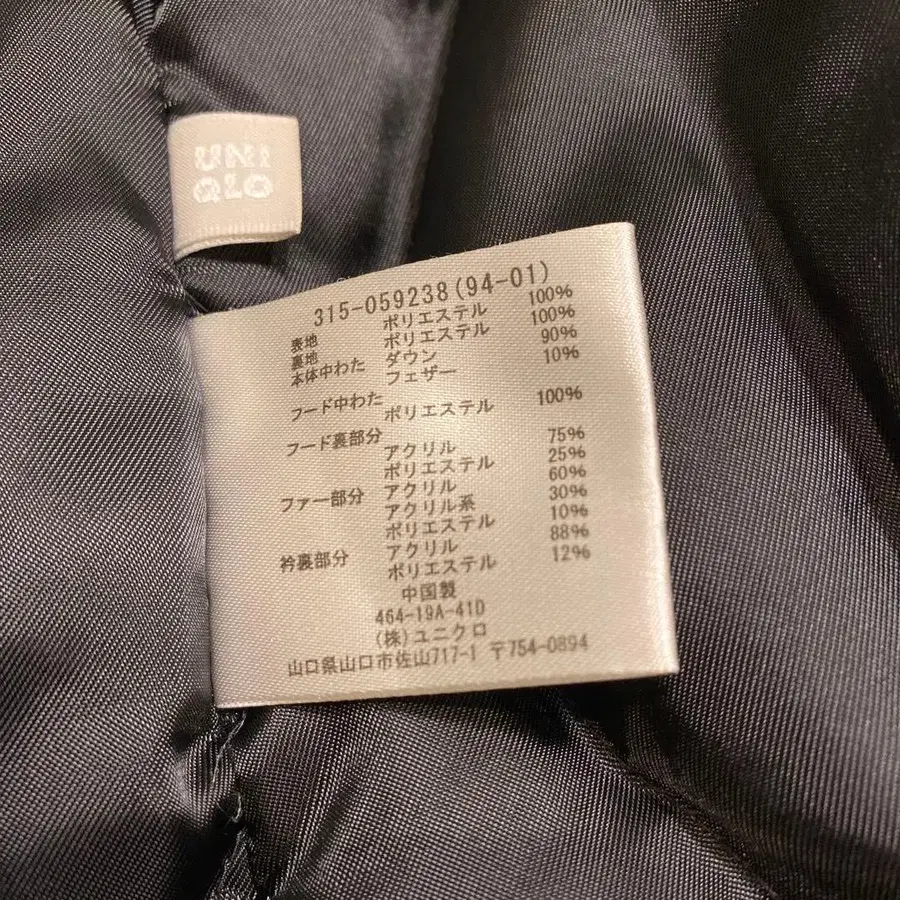 UNI
QLO
315-059238(94-01)
表地 ポリエステル 100%
裏地 ポリエステル 100%
本体中わた ダウン 90%
フェザー 10%
フード中わた
ポリエステル 100%
フード裏部分
アクリル 75%
ポリエステル 25%
ファー部分 アクリル 60%
アクリル系 30%
ポリエステル 10%
衿裏部分 アクリル 88%
ポリエステル 12%
中国製
464-19A-41D
(株)ユニクロ
山口県山口市佐山717-1 〒754-0894